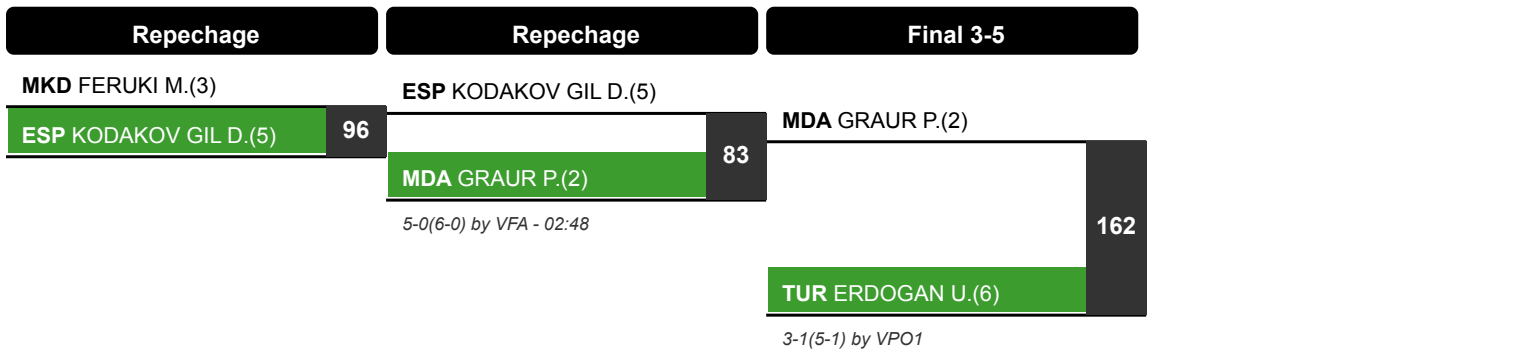 Repechage
MKD FERUKI M.(3)
ESP KODAKOV GIL D.(5)
96
Repechage
ESP KODAKOV GIL D.(5)
MDA GRAUR P.(2)
83
5-0(6-0) by VFA - 02:48
Final 3-5
MDA GRAUR P.(2)
162
TUR ERDOGAN U.(6)
3-1(5-1) by VPO1